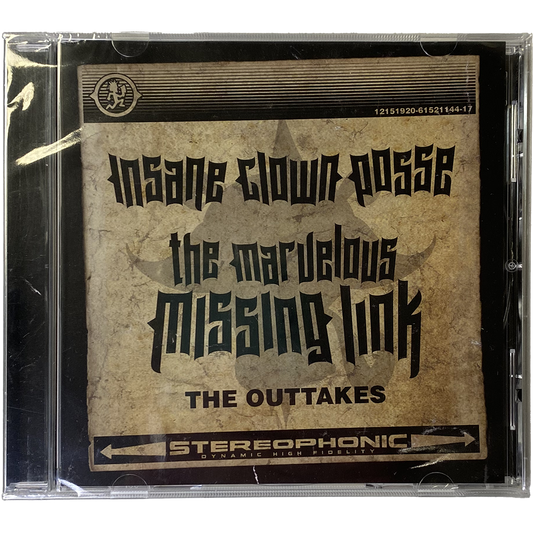 12151920-61521144-17
insane clown posse
the marvelous
missing link
THE OUTTAKES
STEREOPHONIC
DYNAMIC HIGH FIDELITY